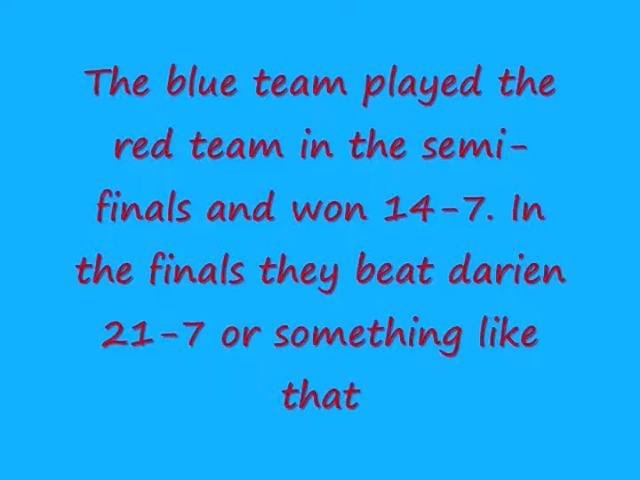 The blue team played the
red team in the semi-
finals and won 14-7. In
the finals they beat darien
21-7 or something like
that